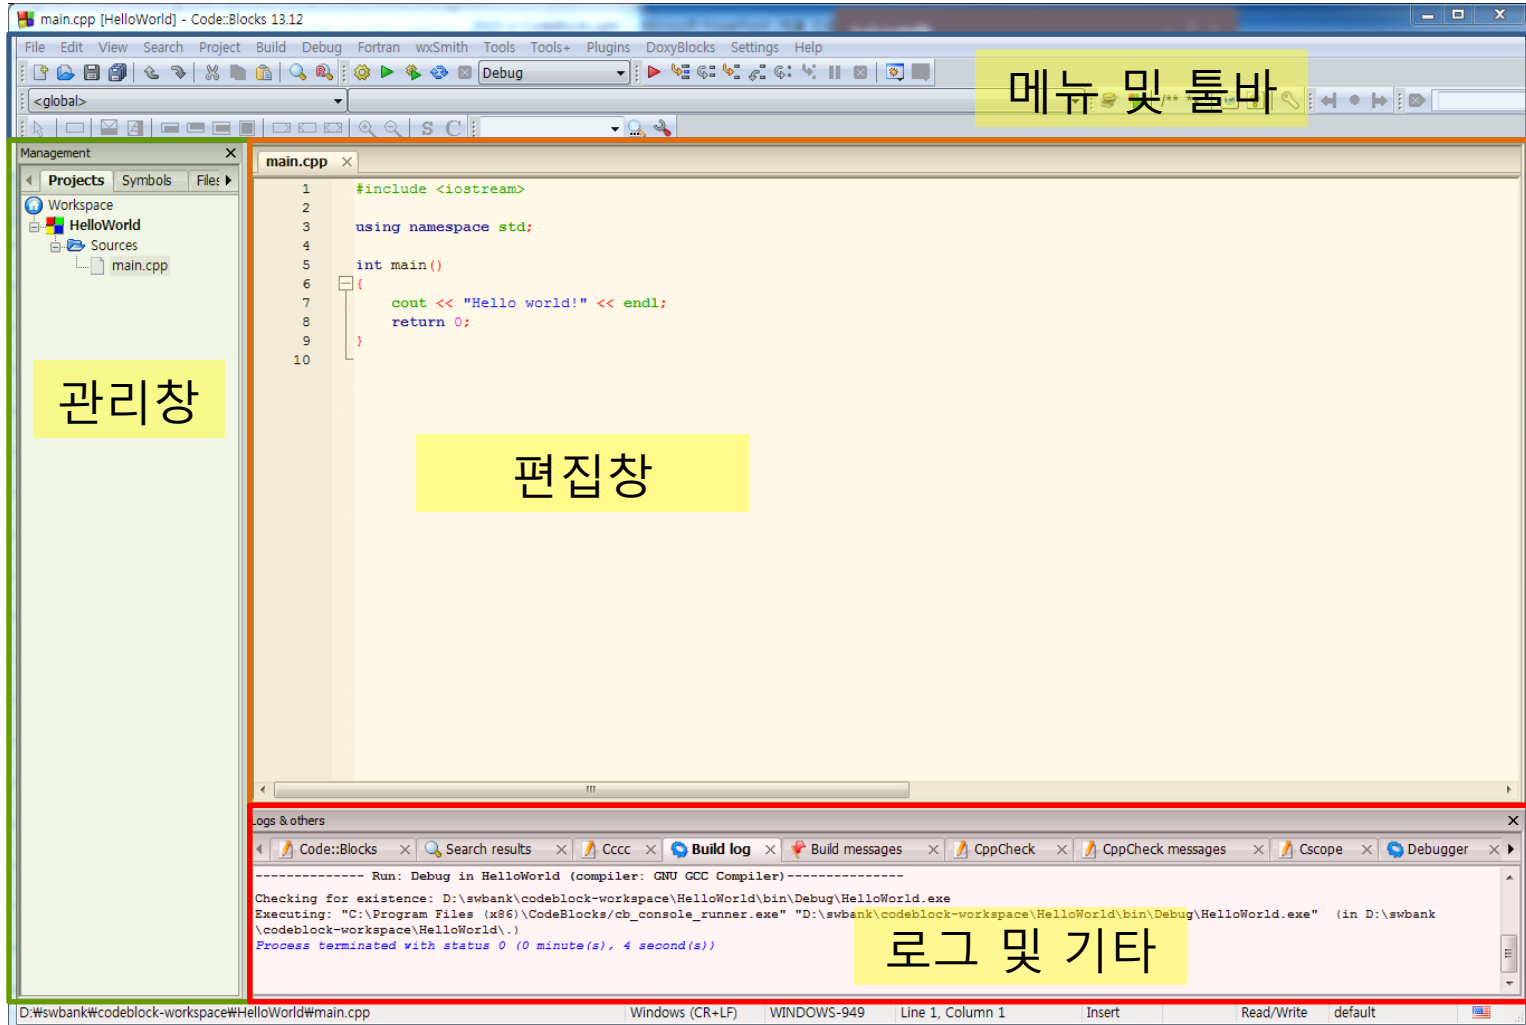 main.cpp [HelloWorld] - Code::Blocks 13.12
File Edit View Search Project Build Debug Fortran wxSmith Tools Tools+ Plugins DoxyBlocks Settings Help
Debug
메뉴 및 툴바
<global>
/**
S C
Management
Projects Symbols Files
Workspace
HelloWorld
Sources
main.cpp
관리창
main.cpp
1 #include <iostream>
2
3 using namespace std;
4
5 int main()
6 {
7 cout << "Hello world!" << endl;
8 return 0;
9 }
10
편집창
Logs & others
Code::Blocks Search results Cccc Build log Build messages CppCheck CppCheck messages Cscope Debugger
-------------- Run: Debug in HelloWorld (compiler: GNU GCC Compiler)---------------
Checking for existence: D:\swbank\codeblock-workspace\HelloWorld\bin\Debug\HelloWorld.exe
Executing: "C:\Program Files (x86)\CodeBlocks/cb_console_runner.exe" "D:\swbank\codeblock-workspace\HelloWorld\bin\Debug\HelloWorld.exe" (in D:\swbank
\codeblock-workspace\HelloWorld\.)
Process terminated with status 0 (0 minute(s), 4 second(s))
로그 및 기타
D:₩swbank₩codeblock-workspace₩HelloWorld₩main.cpp Windows (CR+LF) WINDOWS-949 Line 1, Column 1 Insert Read/Write default